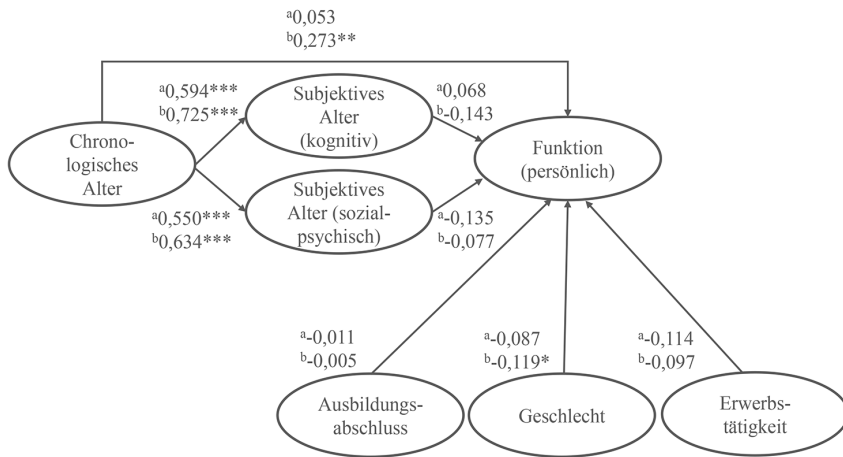 ᵃ0,053
ᵇ0,273**
ᵃ0,594***
ᵇ0,725***
Subjektives
Alter
(kognitiv)
ᵃ0,068
ᵇ-0,143
Chrono-
logisches
Alter
Funktion
(persönlich)
ᵃ0,550***
ᵇ0,634***
Subjektives
Alter (sozial-
psychisch)
ᵃ-0,135
ᵇ-0,077
ᵃ-0,011
ᵇ-0,005
ᵃ-0,087
ᵇ-0,119*
ᵃ-0,114
ᵇ-0,097
Ausbildungs-
abschluss
Geschlecht
Erwerbs-
tätigkeit